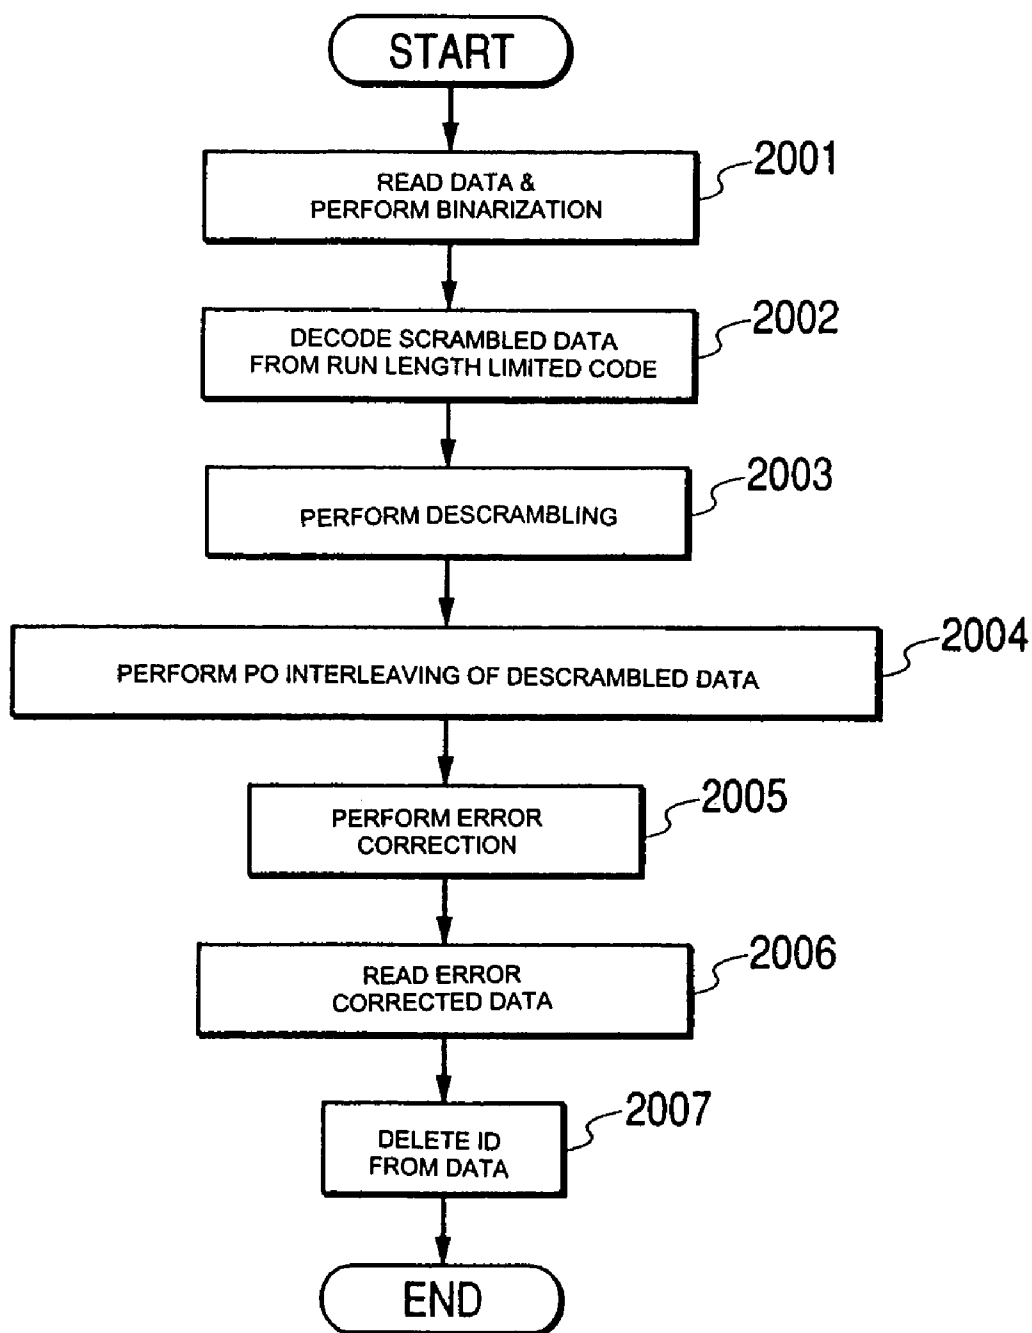 START
2001
READ DATA &
PERFORM BINARIZATION
2002
DECODE SCRAMBLED DATA
FROM RUN LENGTH LIMITED CODE
2003
PERFORM DESCRAMBLING
2004
PERFORM PO INTERLEAVING OF DESCRAMBLED DATA
2005
PERFORM ERROR
CORRECTION
2006
READ ERROR
CORRECTED DATA
2007
DELETE ID
FROM DATA
END